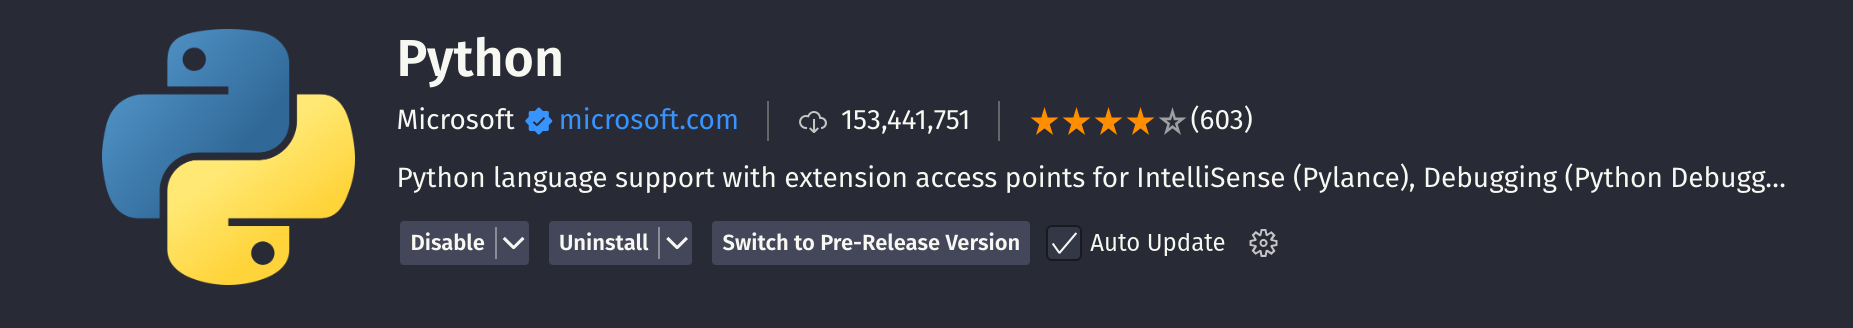 Python
Microsoft microsoft.com 153,441,751 (603)
Python language support with extension access points for IntelliSense (Pylance), Debugging (Python Debugg...
Disable Uninstall Switch to Pre-Release Version Auto Update